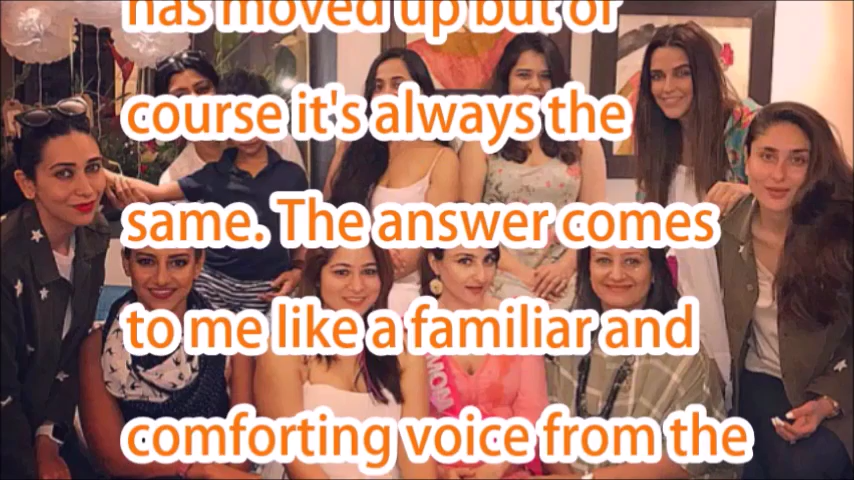 has moved up but of
course it's always the
same. The answer comes
to me like a familiar and
comforting voice from the